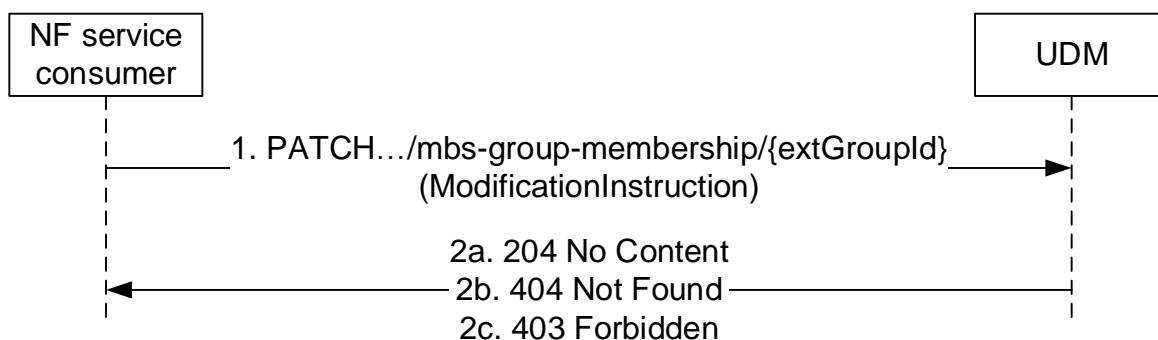 NF service
consumer
UDM
1. PATCH…/mbs-group-membership/{extGroupId}
(ModificationInstruction)
2a. 204 No Content
2b. 404 Not Found
2c. 403 Forbidden